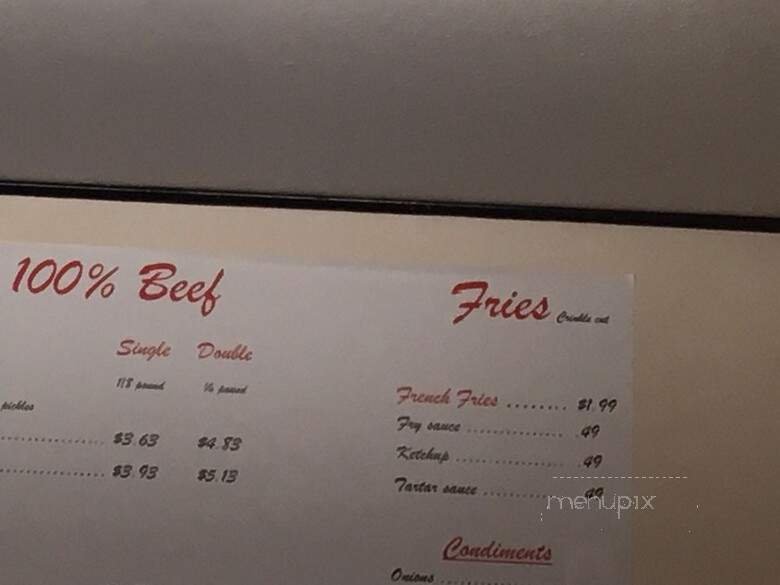 100% Beef
Single Double
1/8 pound ¼ pound
pickles
.................... $3.63 $4.83
.................... $3.93 $5.13
Fries Crinkle cut
French Fries ........ $1.99
Fry sauce ................ .49
Ketchup .................. .49
Tartar sauce ............ .49
menupix
Condiments
Onions